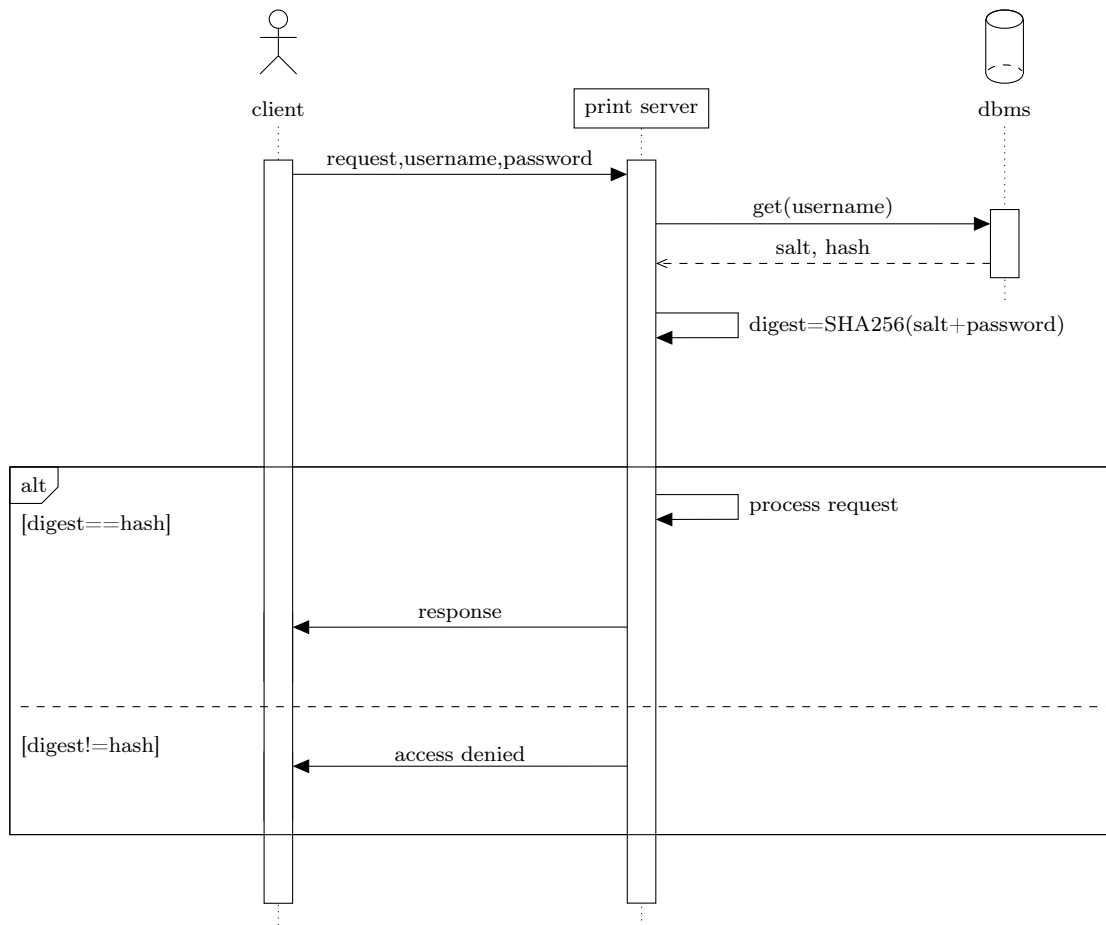 client
print server
dbms
request,username,password
get(username)
salt, hash
digest=SHA256(salt+password)
alt
process request
[digest==hash]
response
[digest!=hash]
access denied